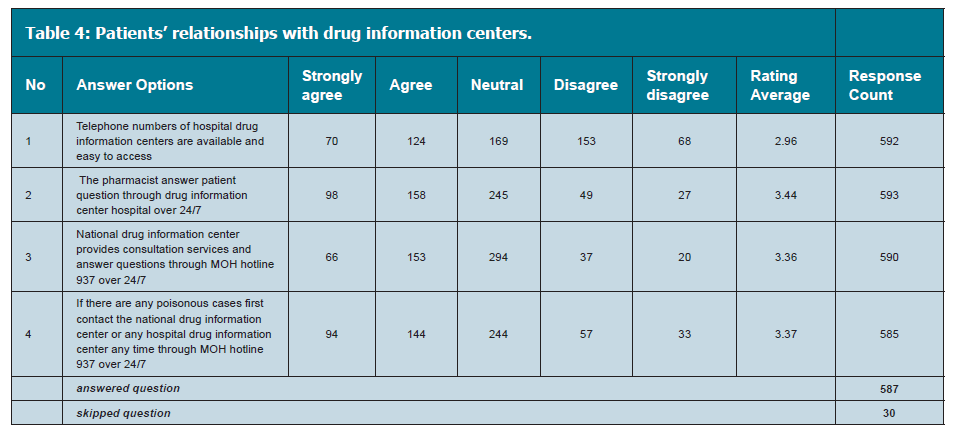 Table 4: Patients’ relationships with drug information centers.
No Answer Options Strongly agree Agree Neutral Disagree Strongly disagree Rating Average Response Count
1 Telephone numbers of hospital drug information centers are available and easy to access 70 124 169 153 68 2.96 592
2 The pharmacist answer patient question through drug information center hospital over 24/7 98 158 245 49 27 3.44 593
3 National drug information center provides consultation services and answer questions through MOH hotline 937 over 24/7 66 153 294 37 20 3.36 590
4 If there are any poisonous cases first contact the national drug information center or any hospital drug information center any time through MOH hotline 937 over 24/7 94 144 244 57 33 3.37 585
answered question 587
skipped question 30